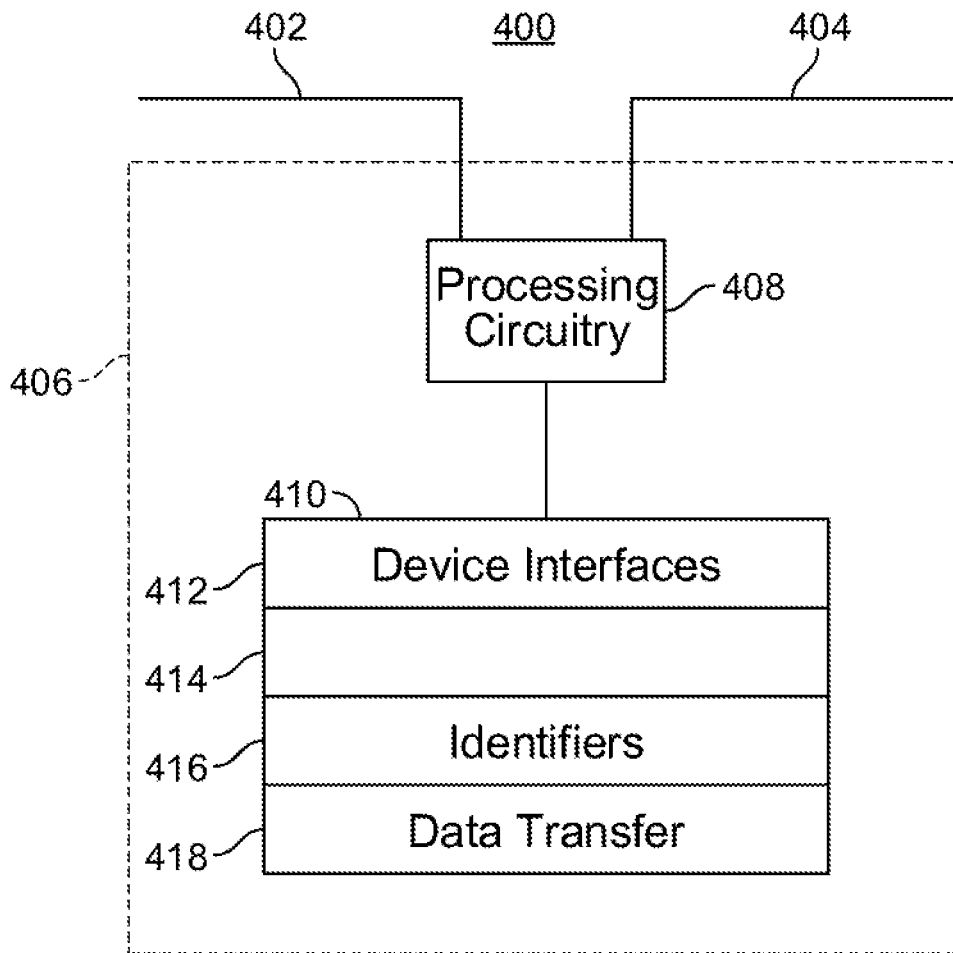 402
400
404
Processing
Circuitry
408
406
410
Device Interfaces
412
414
Identifiers
416
Data Transfer
418